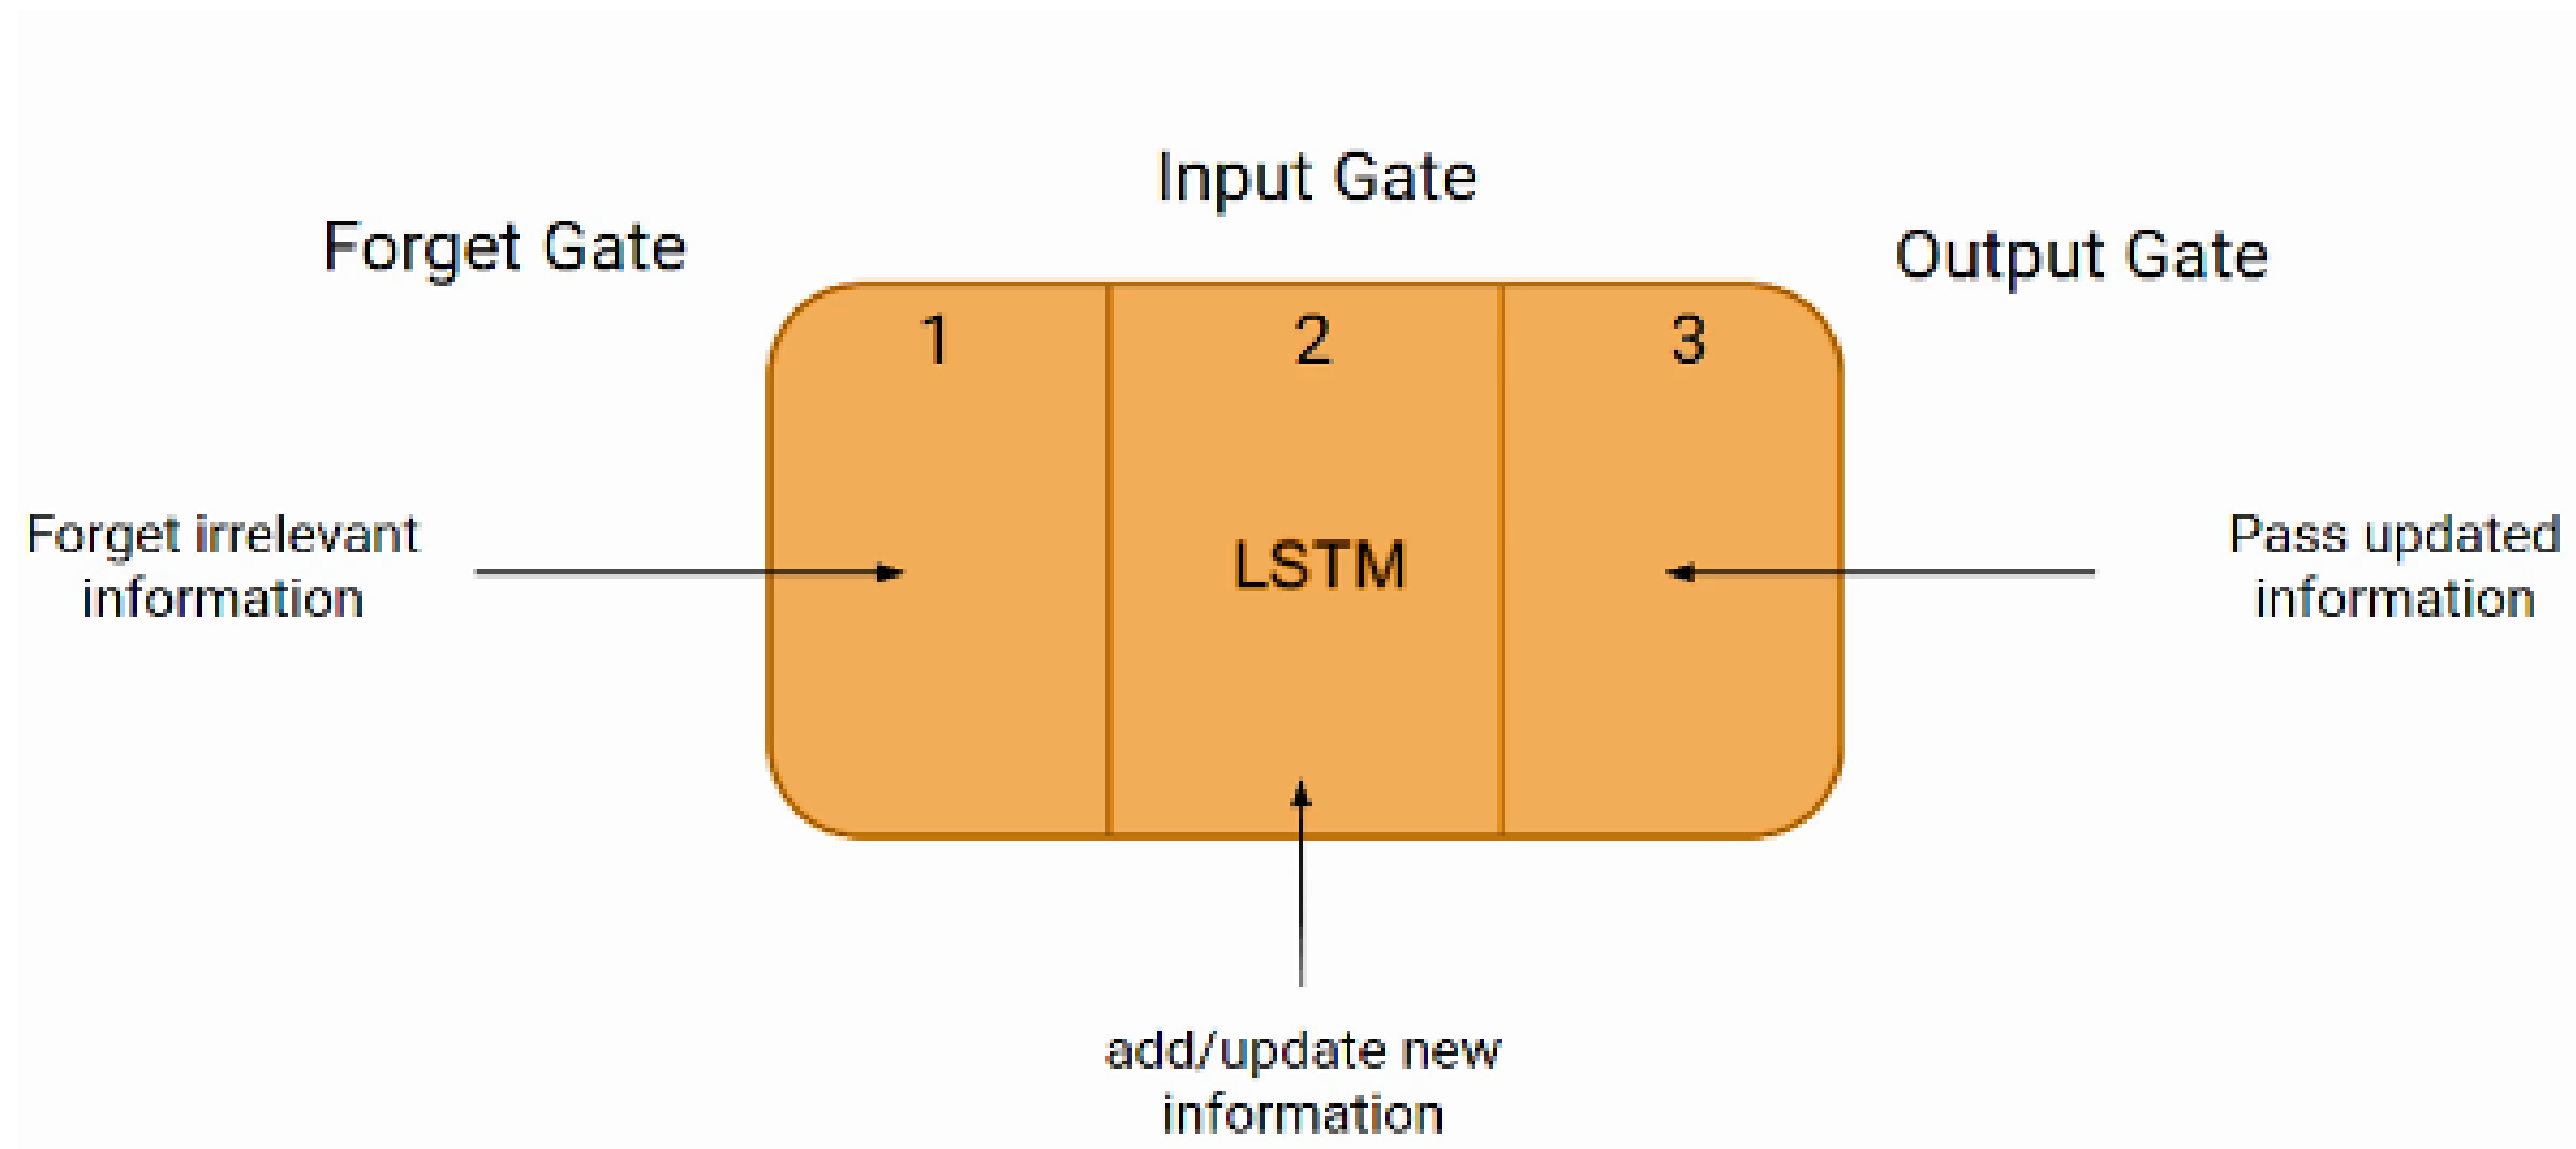 Input Gate
Forget Gate
Output Gate
1
2
3
Forget irrelevant
information
LSTM
Pass updated
information
add/update new
information